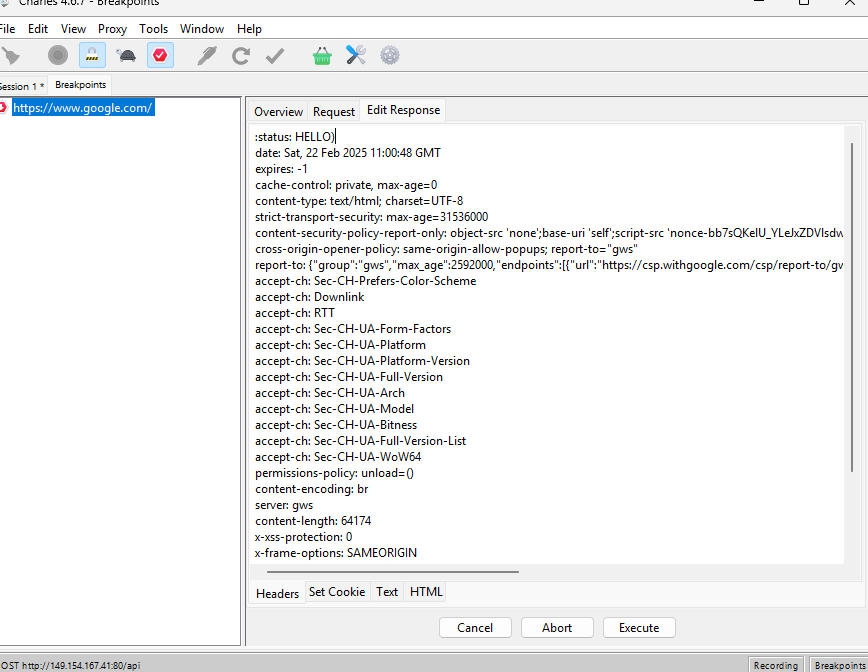 Charles 4.6.7 - Breakpoints
File Edit View Proxy Tools Window Help
Session 1 * Breakpoints
https://www.google.com/
Overview Request Edit Response
:status: HELLO)
date: Sat, 22 Feb 2025 11:00:48 GMT
expires: -1
cache-control: private, max-age=0
content-type: text/html; charset=UTF-8
strict-transport-security: max-age=31536000
content-security-policy-report-only: object-src 'none';base-uri 'self';script-src
cross-origin-opener-policy: same-origin-allow-popups; report-to="gws"
report-to: {"group":"gws","max_age":2592000,"endpoints":[{"url":"https://csp.withgoogle.com/csp/report-to/gw
accept-ch: Sec-CH-Prefers-Color-Scheme
accept-ch: Downlink
accept-ch: RTT
accept-ch: Sec-CH-UA-Form-Factors
accept-ch: Sec-CH-UA-Platform
accept-ch: Sec-CH-UA-Platform-Version
accept-ch: Sec-CH-UA-Full-Version
accept-ch: Sec-CH-UA-Arch
accept-ch: Sec-CH-UA-Model
accept-ch: Sec-CH-UA-Bitness
accept-ch: Sec-CH-UA-Full-Version-List
accept-ch: Sec-CH-UA-WoW64
permissions-policy: unload=()
content-encoding: br
server: gws
content-length: 64174
x-xss-protection: 0
x-frame-options: SAMEORIGIN
Headers Set Cookie Text HTML
Cancel Abort Execute
OST http://149.154.167.41:80/api
Recording Breakpoints